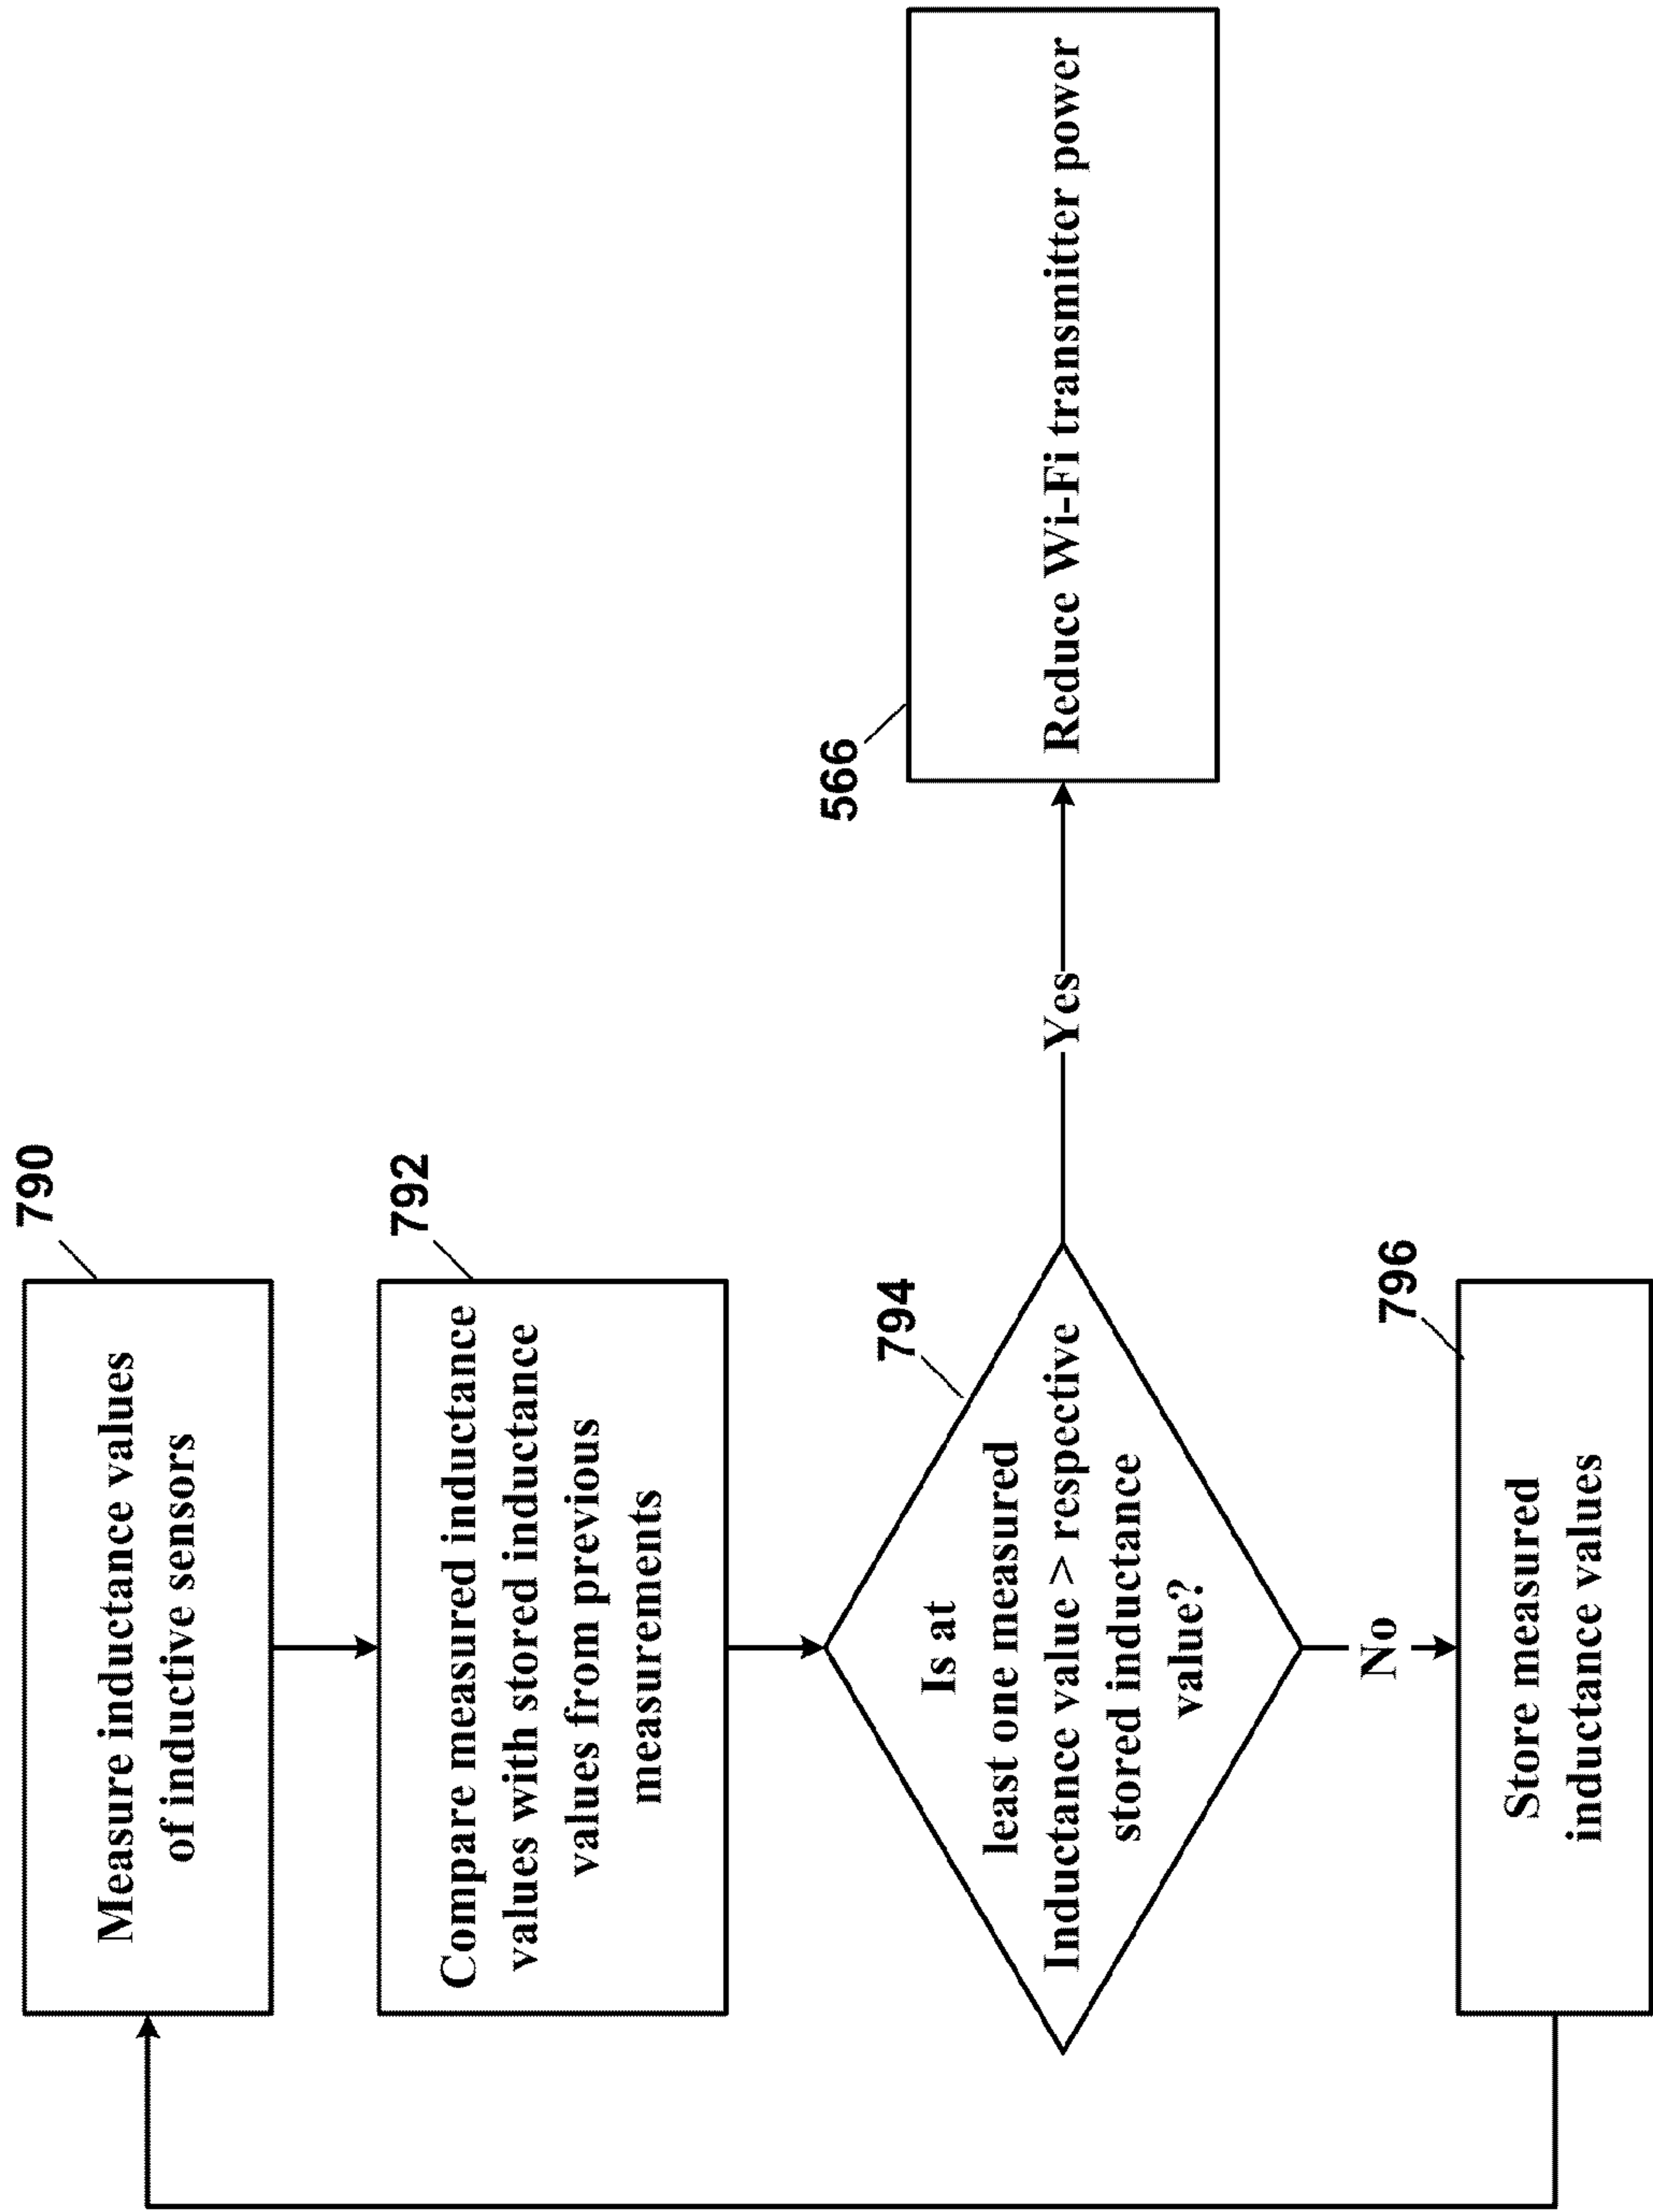 790
Measure inductance values
of inductive sensors
792
Compare measured inductance
values with stored inductance
values from previous
measurements
794
Is at
least one measured
Inductance value > respective
stored inductance
value?
Yes
566
Reduce Wi-Fi transmitter power
No
796
Store measured
inductance values